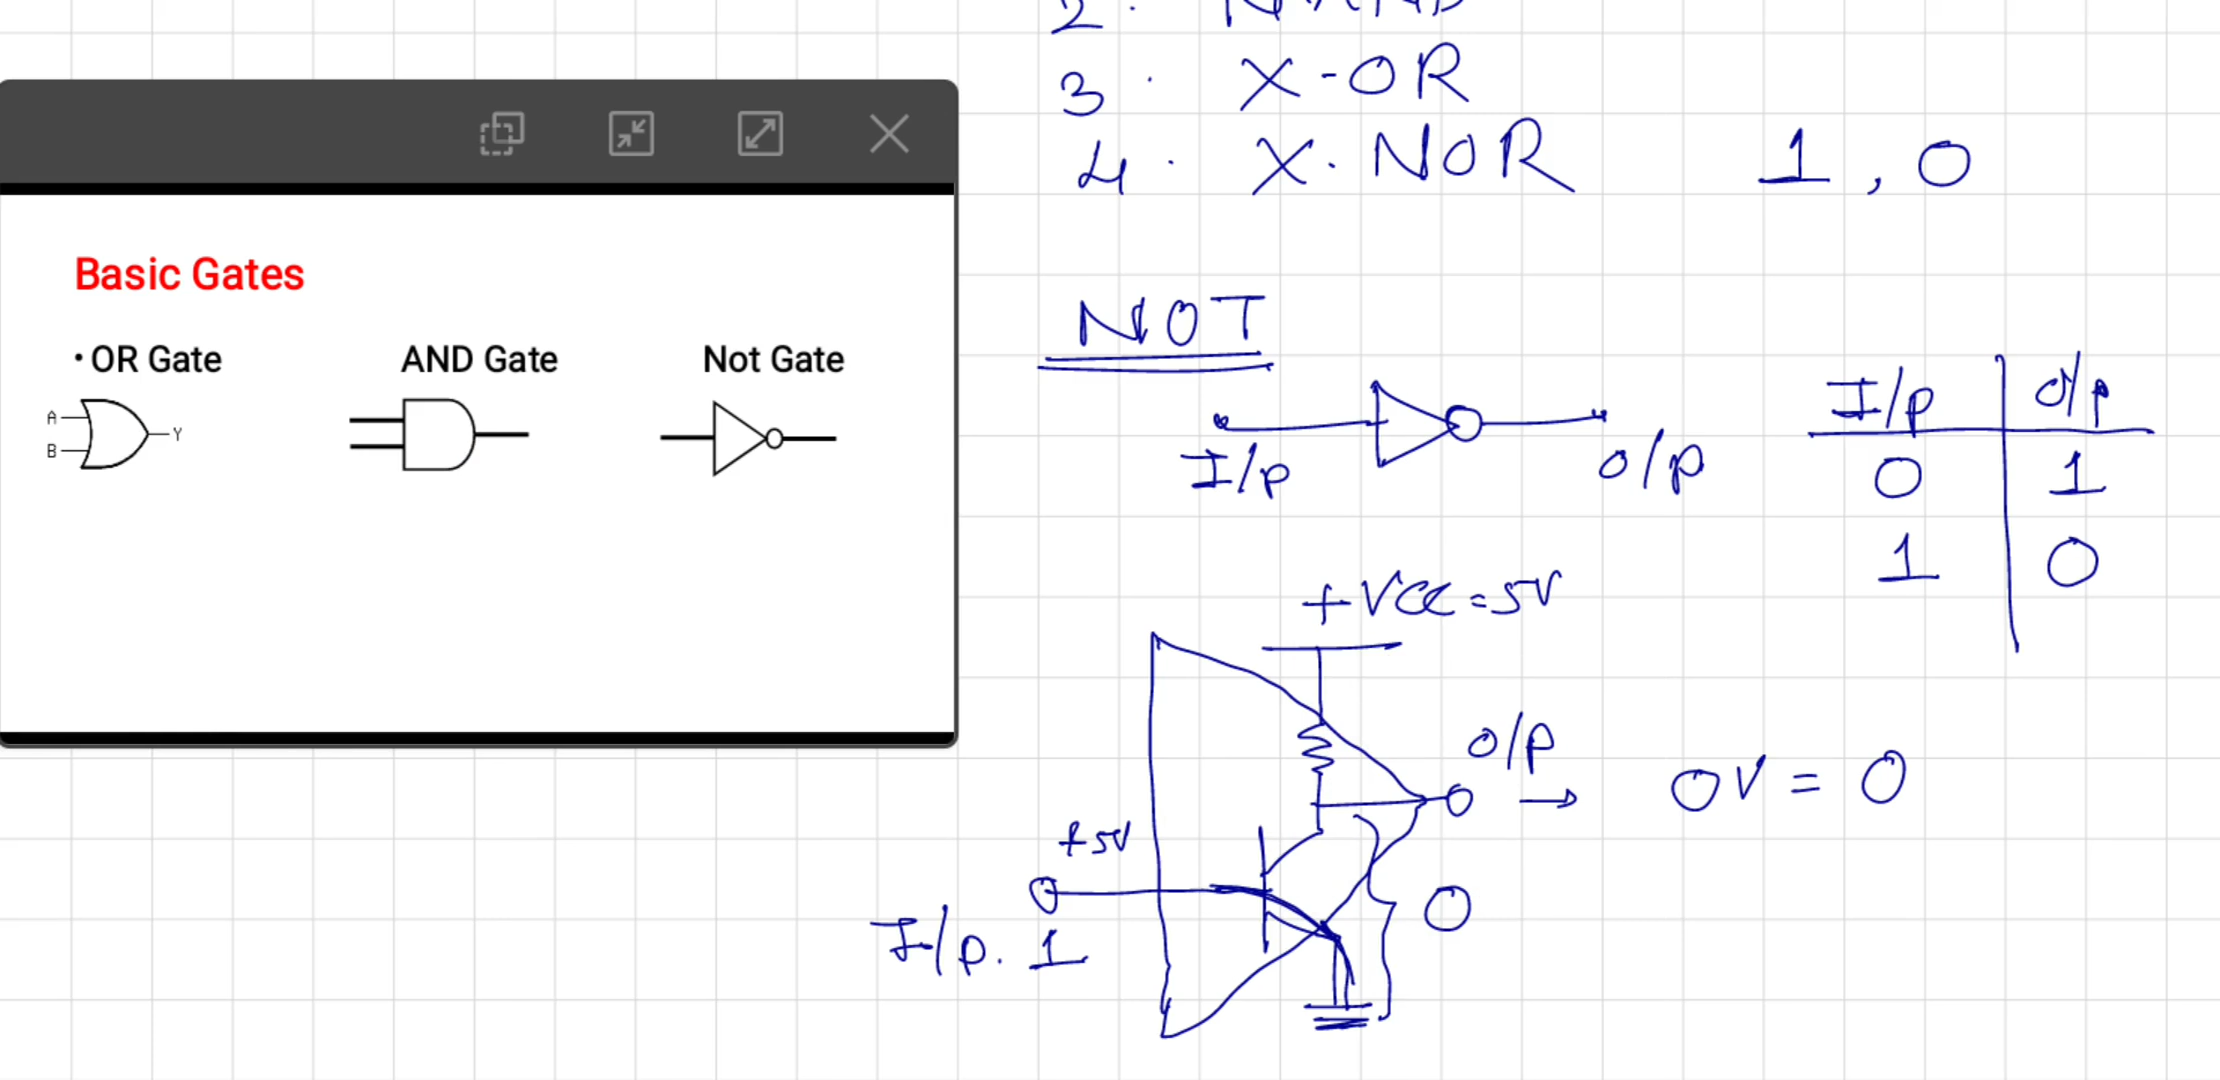 3. X-OR
4. X-NOR
1, 0
Basic Gates
• OR Gate
AND Gate
Not Gate
A
B
Y
NOT
I/p
O/p
I/p O/p
0 1
1 0
+VCC=5V
O/P
→ 0V = 0
+5V
I/p. 1
0